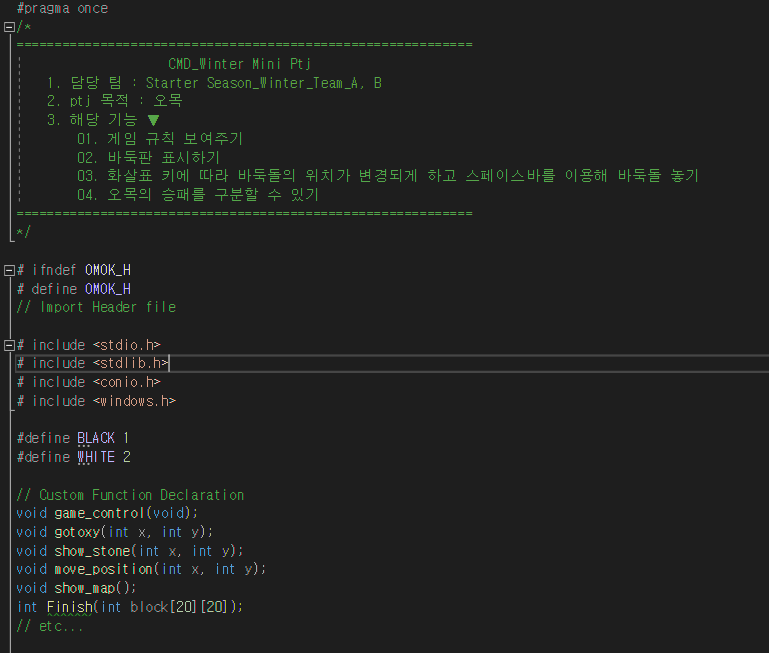 #pragma once
/*
============================================================
CMD_Winter Mini Ptj
1. 담당 팀 : Starter Season_Winter_Team_A, B
2. ptj 목적 : 오목
3. 해당 기능 ▼
01. 게임 규칙 보여주기
02. 바둑판 표시하기
03. 화살표 키에 따라 바둑돌의 위치가 변경되게 하고 스페이스바를 이용해 바둑돌 놓기
04. 오목의 승패를 구분할 수 있기
============================================================
*/
# ifndef OMOK_H
# define OMOK_H
// Import Header file
# include <stdio.h>
# include <stdlib.h>
# include <conio.h>
# include <windows.h>
#define BLACK 1
#define WHITE 2
// Custom Function Declaration
void game_control(void);
void gotoxy(int x, int y);
void show_stone(int x, int y);
void move_position(int x, int y);
void show_map();
int Finish(int block[20][20]);
// etc...